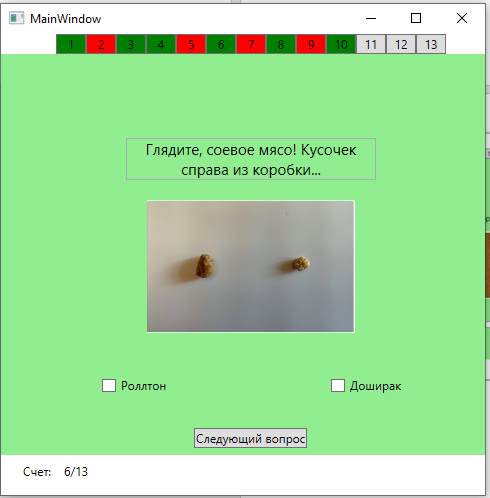 MainWindow
1 2 3 4 5 6 7 8 9 10 11 12 13
Глядите, соевое мясо! Кусочек
справа из коробки...
Роллтон Доширак
Следующий вопрос
Счет: 6/13